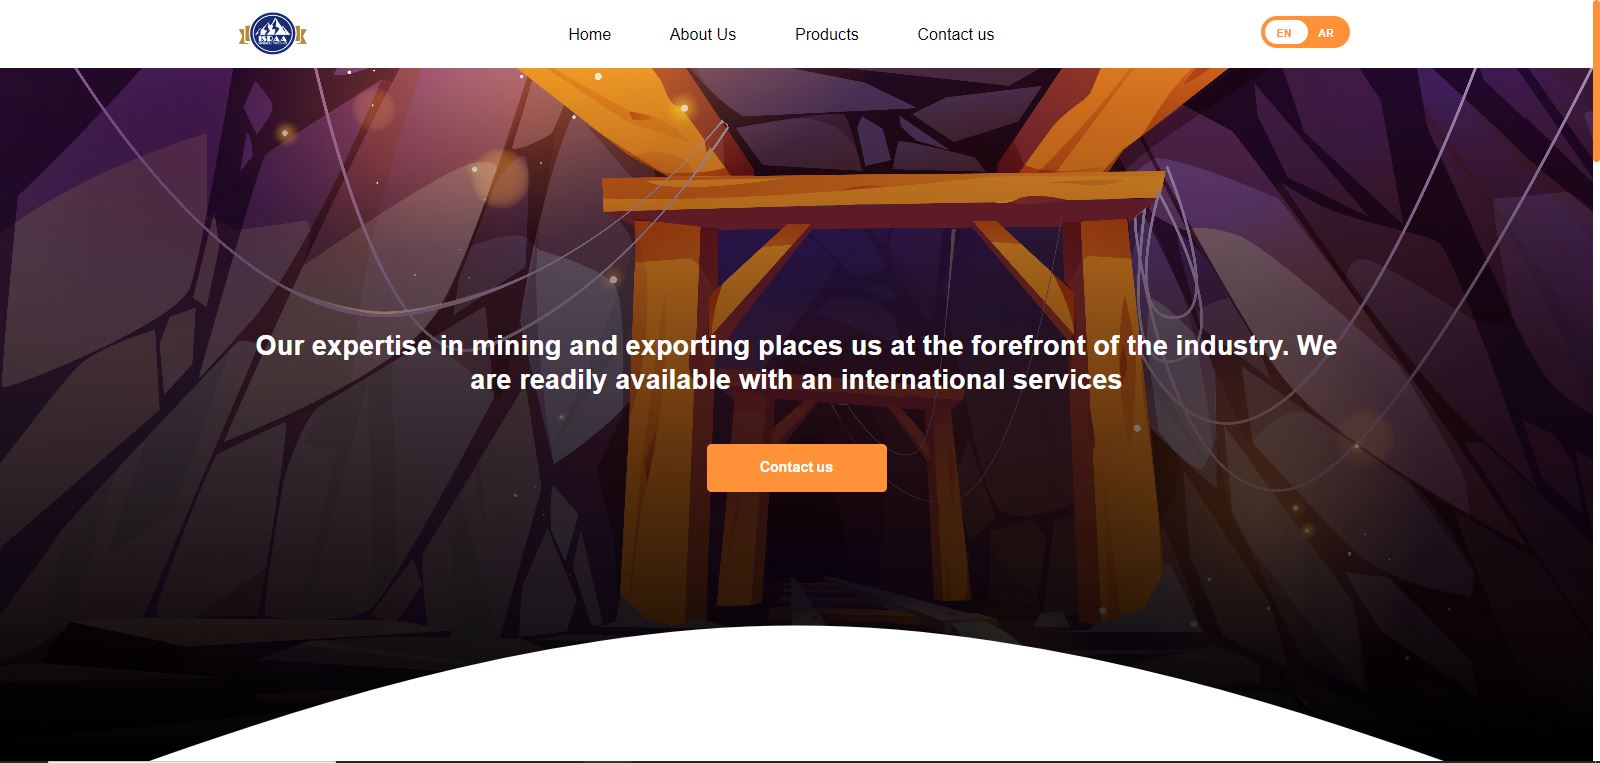 ISDAA
Home
About Us
Products
Contact us
EN
AR
Our expertise in mining and exporting places us at the forefront of the industry. We
are readily available with an international services
Contact us